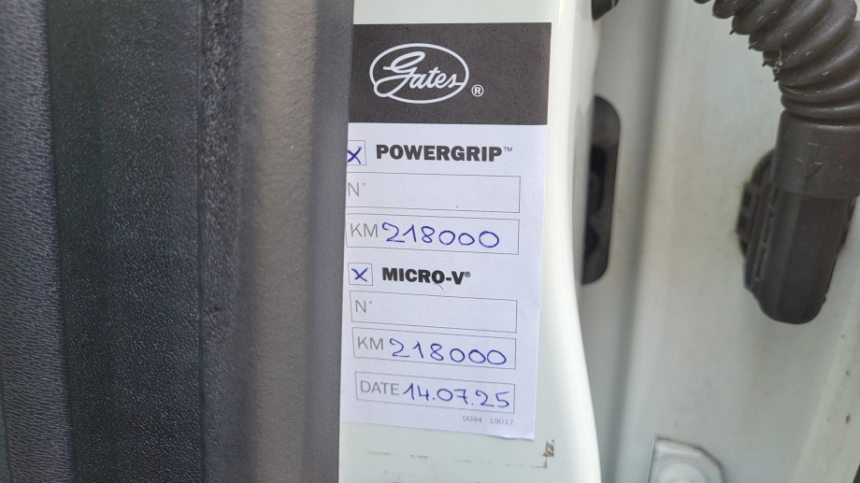 Gates ®
X POWERGRIP™
N°
KM 218000
X MICRO-V®
N°
KM 218000
DATE 14.07.25
0094 19017